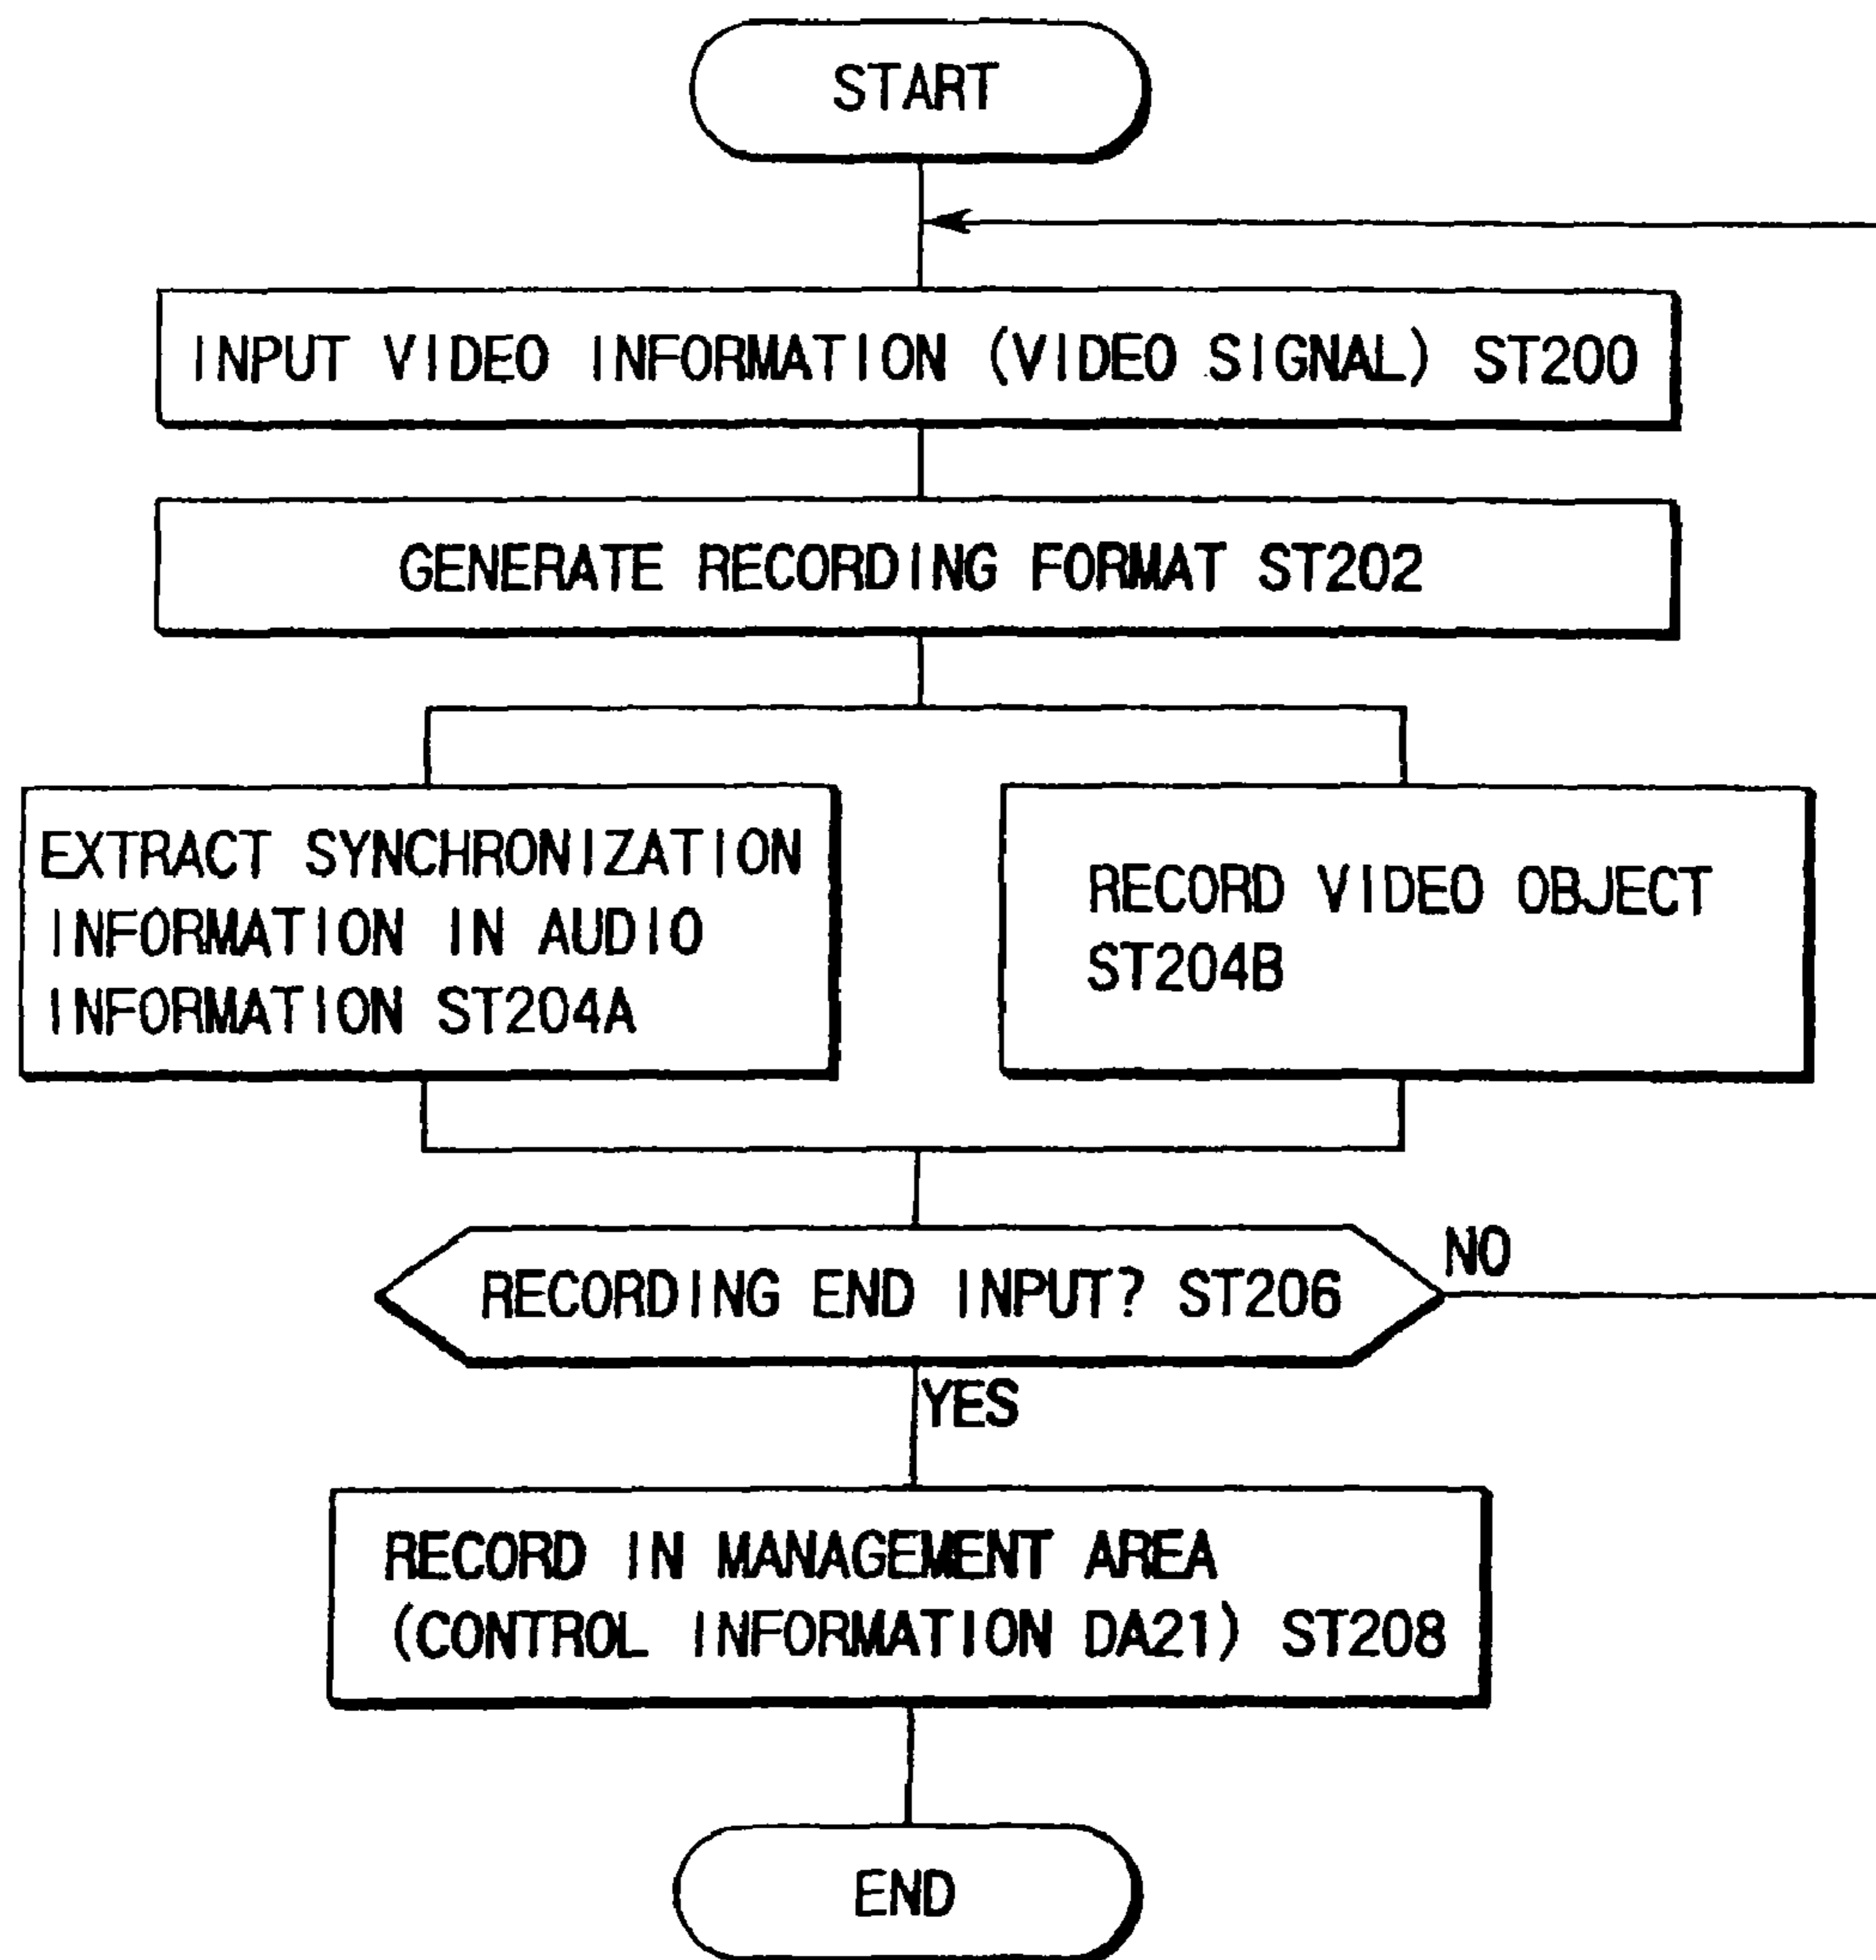 START
INPUT VIDEO INFORMATION (VIDEO SIGNAL) ST200
GENERATE RECORDING FORMAT ST202
EXTRACT SYNCHRONIZATION
INFORMATION IN AUDIO
INFORMATION ST204A
RECORD VIDEO OBJECT
ST204B
RECORDING END INPUT? ST206
NO
YES
RECORD IN MANAGEMENT AREA
(CONTROL INFORMATION DA21) ST208
END